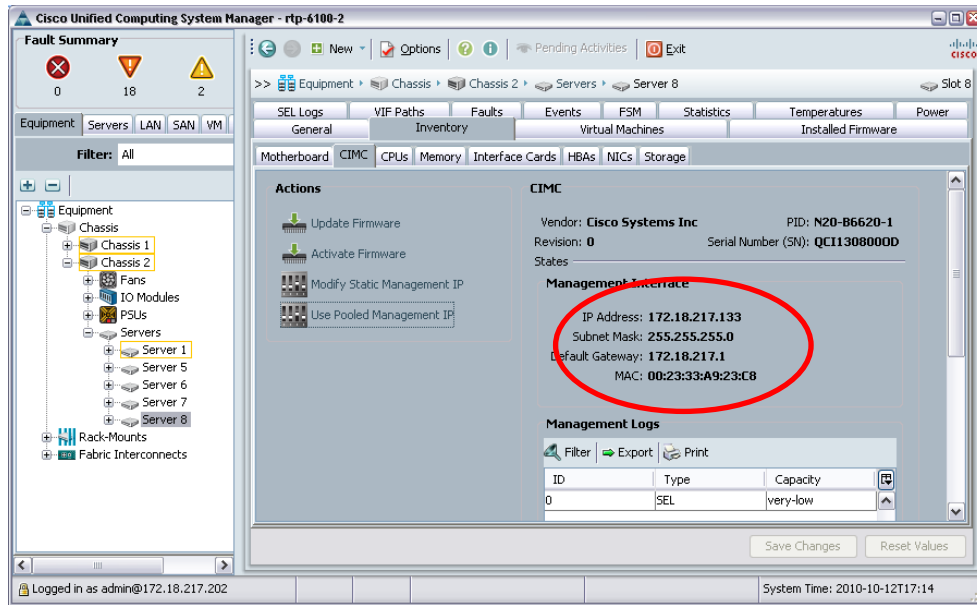 Cisco Unified Computing System Manager - rtp-6100-2
Fault Summary
0 18 2
New Options Pending Activities Exit
cisco
>> Equipment Chassis Chassis 2 Servers Server 8 Slot 8
Equipment Servers LAN SAN VM
Filter: All
SEL Logs VIF Paths Faults Events FSM Statistics Temperatures Power
General Inventory Virtual Machines Installed Firmware
Motherboard CIMC CPUs Memory Interface Cards HBAs NICs Storage
Equipment
Chassis
Chassis 1
Chassis 2
Fans
IO Modules
PSUs
Servers
Server 1
Server 5
Server 6
Server 7
Server 8
Rack-Mounts
Fabric Interconnects
Actions
Update Firmware
Activate Firmware
Modify Static Management IP
Use Pooled Management IP
CIMC
Vendor: Cisco Systems Inc PID: N20-B6620-1
Revision: 0 Serial Number (SN): QCI1308000D
States
Management Interface
IP Address: 172.18.217.133
Subnet Mask: 255.255.255.0
Default Gateway: 172.18.217.1
MAC: 00:23:33:A9:23:C8
Management Logs
Filter Export Print
ID Type Capacity
0 SEL very-low
Save Changes Reset Values
Logged in as admin@172.18.217.202 System Time: 2010-10-12T17:14